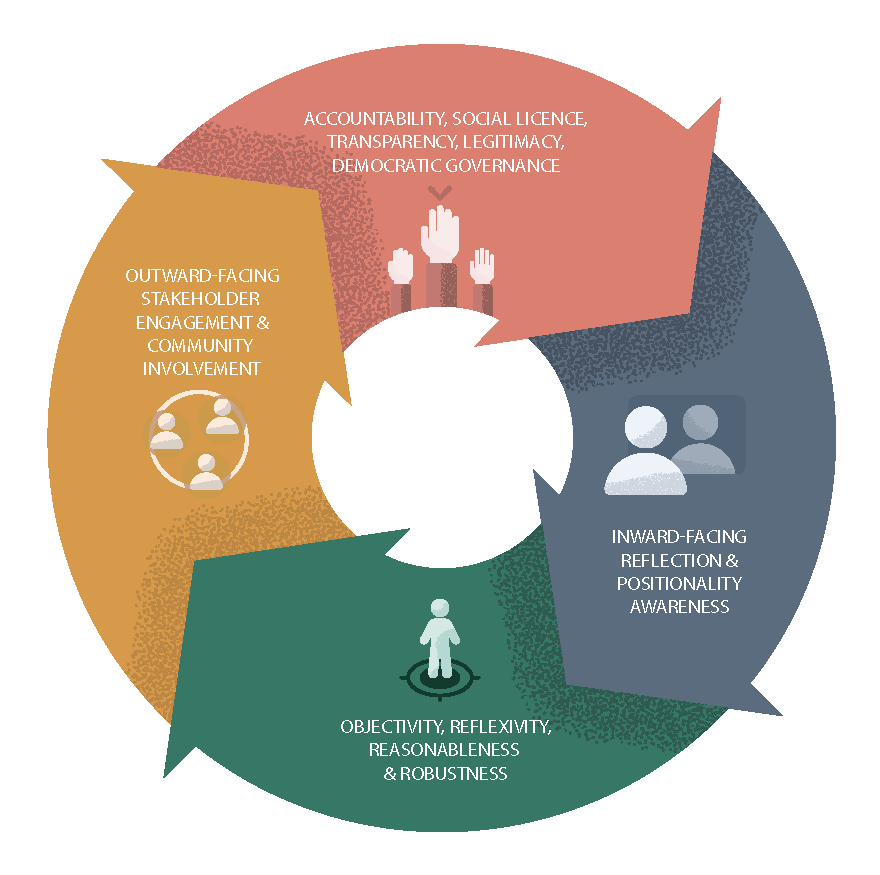 ACCOUNTABILITY, SOCIAL LICENCE,
TRANSPARENCY, LEGITIMACY,
DEMOCRATIC GOVERNANCE
OUTWARD-FACING
STAKEHOLDER
ENGAGEMENT &
COMMUNITY
INVOLVEMENT
INWARD-FACING
REFLECTION &
POSITIONALITY
AWARENESS
OBJECTIVITY, REFLEXIVITY,
REASONABLENESS
& ROBUSTNESS